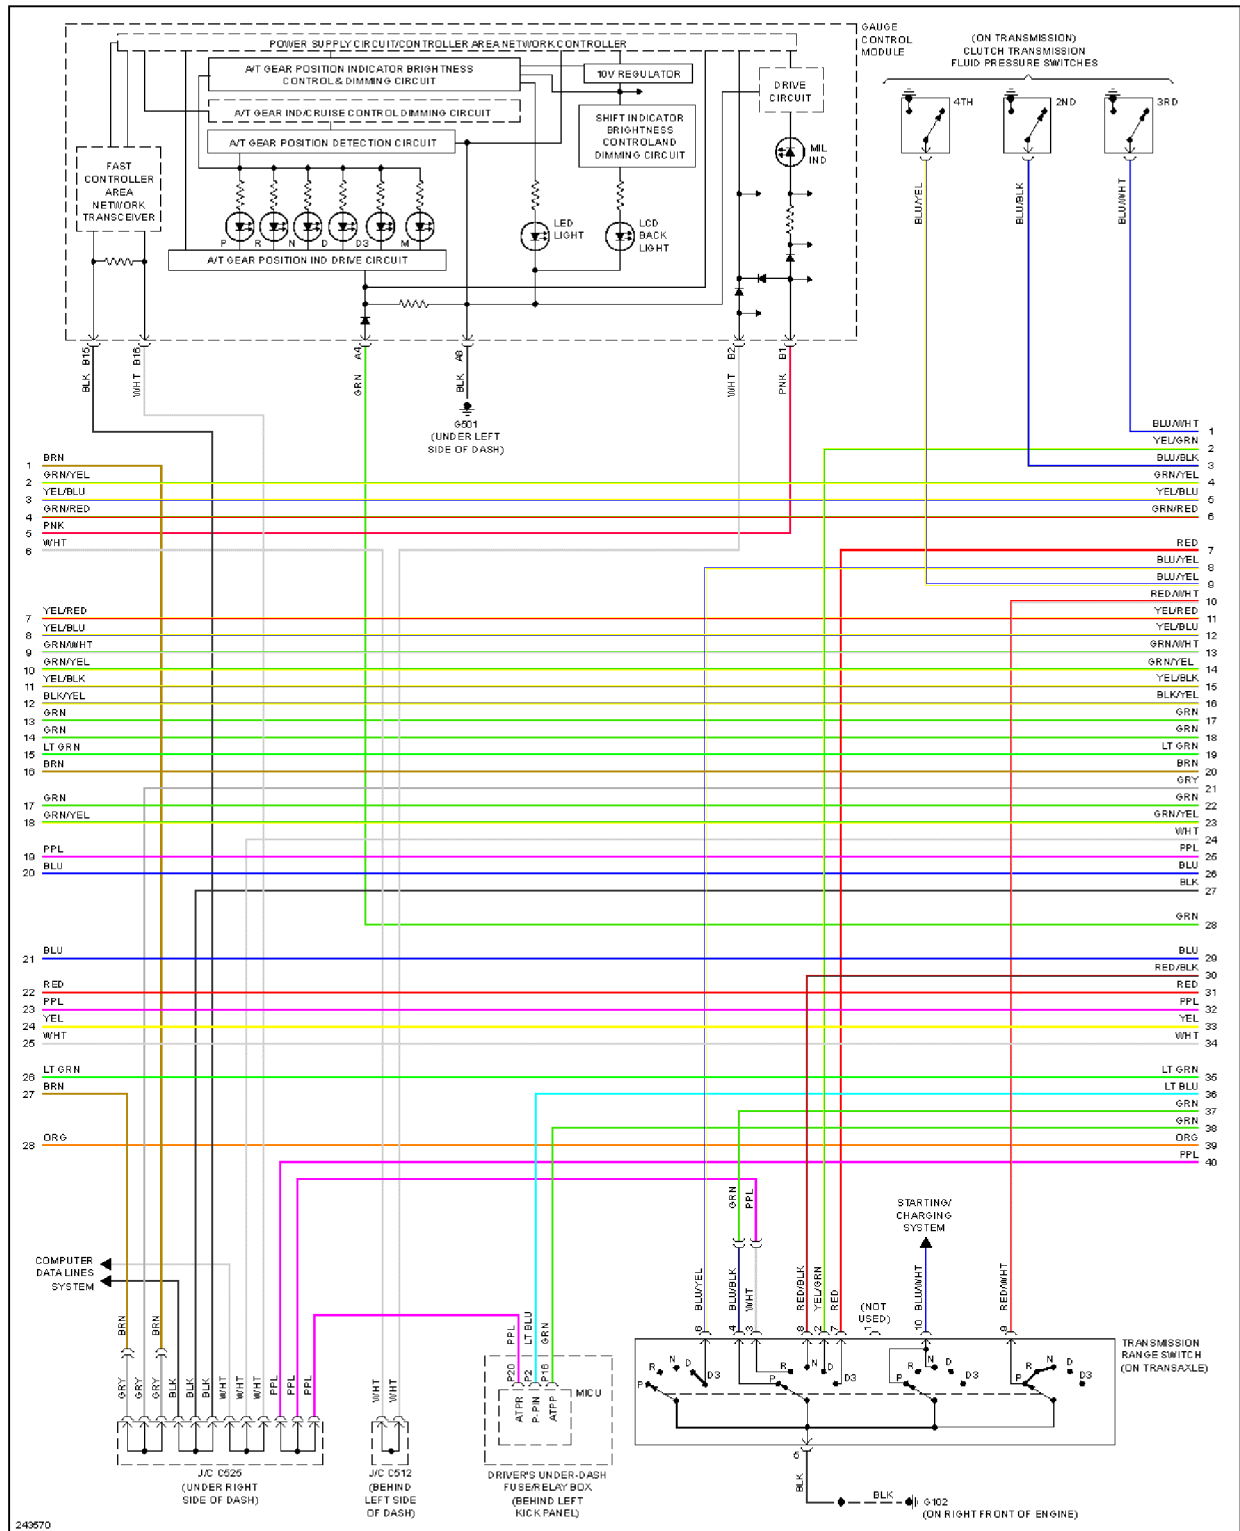 GAUGE
CONTROL
MODULE
POWER SUPPLY CIRCUIT/CONTROLLER AREA NETWORK CONTROLLER
A/T GEAR POSITION INDICATOR BRIGHTNESS
CONTROL & DIMMING CIRCUIT
10V REGULATOR
DRIVE
CIRCUIT
A/T GEAR IND/CRUISE CONTROL DIMMING CIRCUIT
SHIFT INDICATOR
BRIGHTNESS
CONTROLAND
DIMMING CIRCUIT
A/T GEAR POSITION DETECTION CIRCUIT
FAST
CONTROLLER
AREA
NETWORK
TRANSCEIVER
MIL
IND
P R N D D3 M
LED
LIGHT
LCD
BACK
LIGHT
A/T GEAR POSITION IND DRIVE CIRCUIT
(ON TRANSMISSION)
CLUTCH TRANSMISSION
FLUID PRESSURE SWITCHES
4TH 2ND 3RD
BLU/YEL BLU/BLK BLU/WHT
B15 B16 A4 A8 B2 B1
BLK WHT GRN BLK WHT PNK
G501
(UNDER LEFT
SIDE OF DASH)
1 BRN
2 GRN/YEL
3 YEL/BLU
4 GRN/RED
5 PNK
6 WHT
7 YEL/RED
8 YEL/BLU
9 GRN/WHT
10 GRN/YEL
11 YEL/BLK
12 BLK/YEL
13 GRN
14 GRN
15 LT GRN
16 BRN
17 GRN
18 GRN/YEL
19 PPL
20 BLU
21 BLU
22 RED
23 PPL
24 YEL
25 WHT
26 LT GRN
27 BRN
28 ORG
BLU/WHT 1
YEL/GRN 2
BLU/BLK 3
GRN/YEL 4
YEL/BLU 5
GRN/RED 6
RED 7
BLU/YEL 8
BLU/YEL 9
RED/WHT 10
YEL/RED 11
YEL/BLU 12
GRN/WHT 13
GRN/YEL 14
YEL/BLK 15
BLK/YEL 16
GRN 17
GRN 18
LT GRN 19
BRN 20
GRY 21
GRN 22
GRN/YEL 23
WHT 24
PPL 25
BLU 26
BLK 27
GRN 28
BLU 29
RED/BLK 30
RED 31
PPL 32
YEL 33
WHT 34
LT GRN 35
LT BLU 36
GRN 37
GRN 38
ORG 39
PPL 40
COMPUTER
DATA LINES
SYSTEM
BRN BRN
GRY GRY GRY BLK BLK BLK WHT WHT WHT PPL PPL PPL
J/C C525
(UNDER RIGHT
SIDE OF DASH)
WHT WHT
J/C C512
(BEHIND
LEFT SIDE
OF DASH)
PPL LT BLU GRN
P20 P2 P16
ATPR P-PIN ATPP
MICU
DRIVER'S UNDER-DASH
FUSE/RELAY BOX
(BEHIND LEFT
KICK PANEL)
GRN PPL
STARTING/
CHARGING
SYSTEM
BLU/YEL BLU/BLK WHT RED/BLK YEL/GRN RED (NOT USED) BLU/WHT RED/WHT
6 4 3 8 2 7 1 10 9
TRANSMISSION
RANGE SWITCH
(ON TRANSAXLE)
P R N D D3
P R N D D3
P R N D D3
P R N D D3
5
BLK
BLK
G102
(ON RIGHT FRONT OF ENGINE)
243570